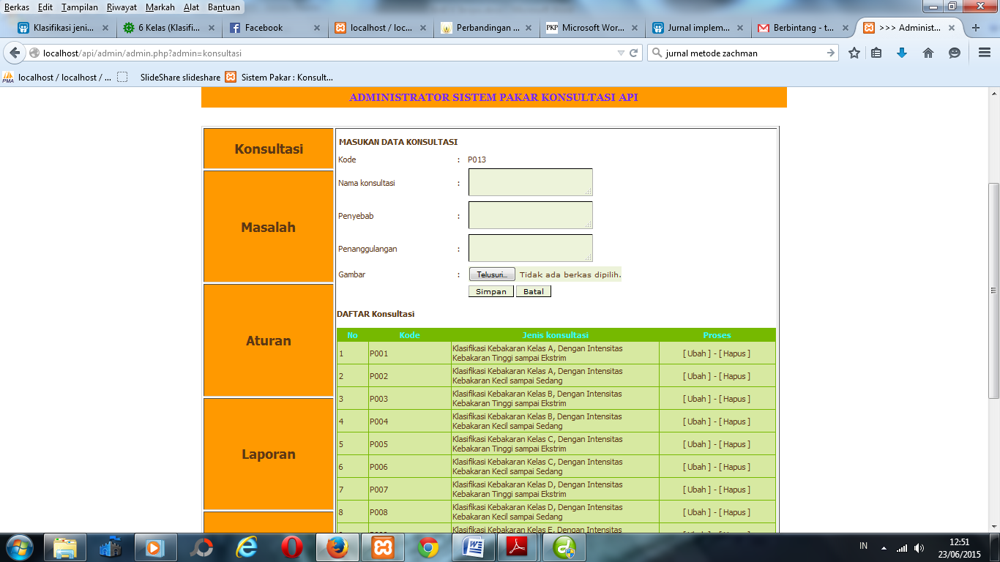 Berkas Edit Tampilan Riwayat Markah Alat Bantuan
Klasifikasi jeni... 6 Kelas (Klasifi... Facebook localhost / loc... Perbandingan ... PKP Microsoft Wor... Jurnal implem... Berbintang - t... >>> Administ...
localhost/api/admin/admin.php?admin=konsultasi jurnal metode zachman
PMA localhost / localhost / ... SlideShare slideshare Sistem Pakar : Konsult...
ADMINISTRATOR SISTEM PAKAR KONSULTASI API
Konsultasi
Masalah
Aturan
Laporan
MASUKAN DATA KONSULTASI
Kode : P013
Nama konsultasi :
Penyebab :
Penanggulangan :
Gambar : Telusuri... Tidak ada berkas dipilih.
Simpan Batal
DAFTAR Konsultasi
No Kode Jenis konsultasi Proses
1 P001 Klasifikasi Kebakaran Kelas A, Dengan Intensitas
Kebakaran Tinggi sampai Ekstrim [ Ubah ] - [ Hapus ]
2 P002 Klasifikasi Kebakaran Kelas A, Dengan Intensitas
Kebakaran Kecil sampai Sedang [ Ubah ] - [ Hapus ]
3 P003 Klasifikasi Kebakaran Kelas B, Dengan Intensitas
Kebakaran Tinggi sampai Ekstrim [ Ubah ] - [ Hapus ]
4 P004 Klasifikasi Kebakaran Kelas B, Dengan Intensitas
Kebakaran Kecil sampai Sedang [ Ubah ] - [ Hapus ]
5 P005 Klasifikasi Kebakaran Kelas C, Dengan Intensitas
Kebakaran Tinggi sampai Ekstrim [ Ubah ] - [ Hapus ]
6 P006 Klasifikasi Kebakaran Kelas C, Dengan Intensitas
Kebakaran Kecil sampai Sedang [ Ubah ] - [ Hapus ]
7 P007 Klasifikasi Kebakaran Kelas D, Dengan Intensitas
Kebakaran Tinggi sampai Ekstrim [ Ubah ] - [ Hapus ]
8 P008 Klasifikasi Kebakaran Kelas D, Dengan Intensitas
Kebakaran Kecil sampai Sedang [ Ubah ] - [ Hapus ]
Klasifikasi Kebakaran Kelas E, Dengan Intensitas
IN 12:51
23/06/2015